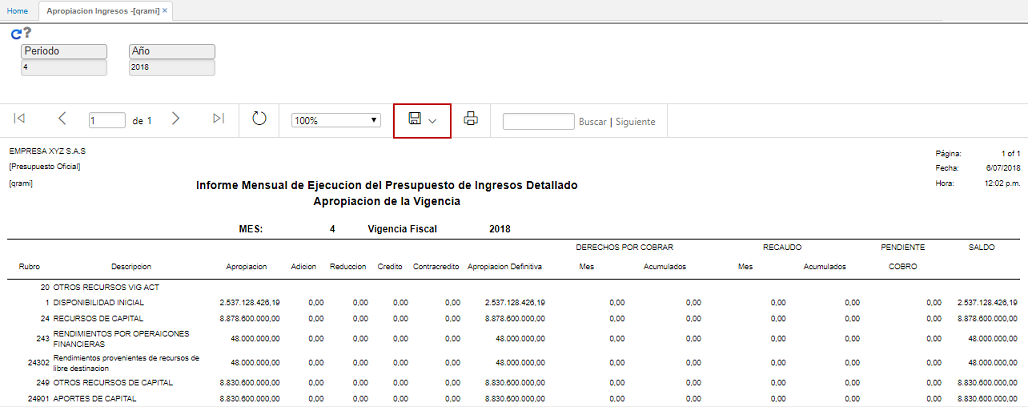 Home Apropiacion Ingresos -[qrami] ×
?
Periodo Año
4 2018
1 de 1 100% Buscar | Siguiente
EMPRESA XYZ S.A.S Página: 1 of 1
[Presupuesto Oficial] Fecha: 6/07/2018
[qrami] Hora: 12:02 p.m.
Informe Mensual de Ejecucion del Presupuesto de Ingresos Detallado
Apropiacion de la Vigencia
MES: 4 Vigencia Fiscal 2018
DERECHOS POR COBRAR RECAUDO PENDIENTE SALDO
Rubro Descripcion Apropiacion Adicion Reduccion Credito Contracredito Apropiacion Definitiva Mes Acumulados Mes Acumulados COBRO
20 OTROS RECURSOS VIG ACT
1 DISPONIBILIDAD INICIAL 2.537.128.426,19 0,00 0,00 0,00 0,00 2.537.128.426,19 0,00 0,00 0,00 0,00 0,00 2.537.128.426,19
24 RECURSOS DE CAPITAL 8.878.600.000,00 0,00 0,00 0,00 0,00 8.878.600.000,00 0,00 0,00 0,00 0,00 0,00 8.878.600.000,00
243 RENDIMIENTOS POR OPERAICONES
FINANCIERAS 48.000.000,00 0,00 0,00 0,00 0,00 48.000.000,00 0,00 0,00 0,00 0,00 0,00 48.000.000,00
24302 Rendimientos provenientes de recursos de
libre destinacion 48.000.000,00 0,00 0,00 0,00 0,00 48.000.000,00 0,00 0,00 0,00 0,00 0,00 48.000.000,00
249 OTROS RECURSOS DE CAPITAL 8.830.600.000,00 0,00 0,00 0,00 0,00 8.830.600.000,00 0,00 0,00 0,00 0,00 0,00 8.830.600.000,00
24901 APORTES DE CAPITAL 8.830.600.000,00 0,00 0,00 0,00 0,00 8.830.600.000,00 0,00 0,00 0,00 0,00 0,00 8.830.600.000,00